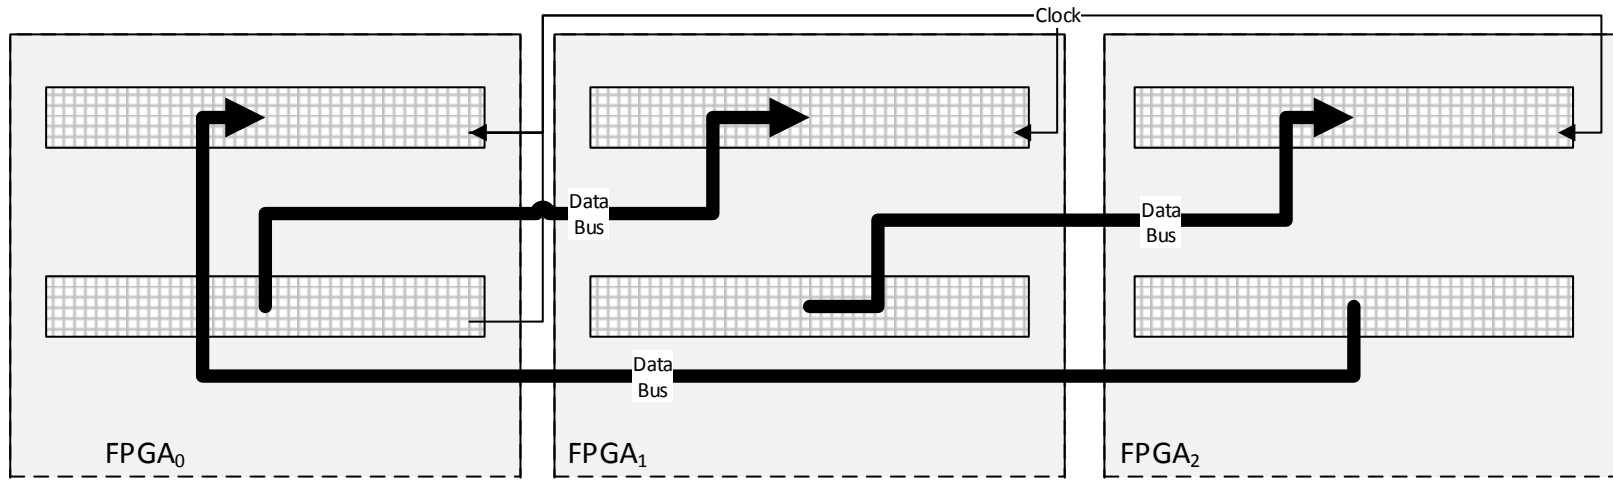 Clock
Data
Bus
Data
Bus
Data
Bus
FPGA₀
FPGA₁
FPGA₂